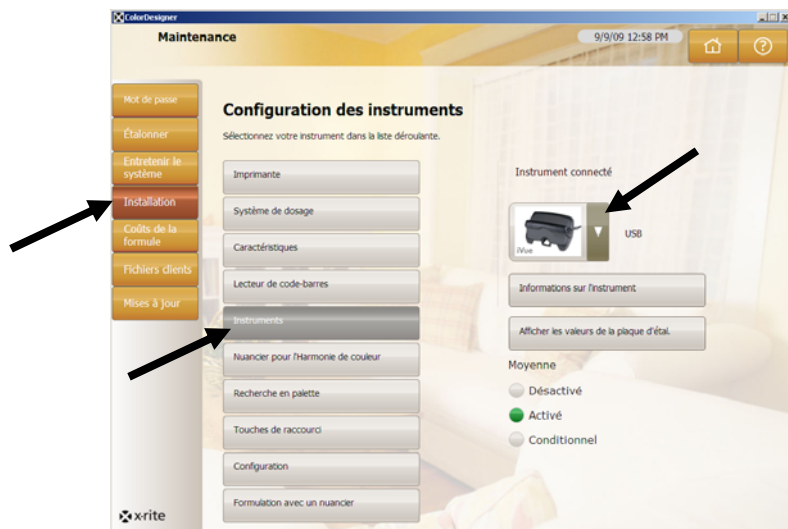 ColorDesigner
Maintenance
9/9/09 12:58 PM
Mot de passe
Étalonner
Entretenir le
système
Installation
Coûts de la
formule
Fichiers clients
Mises à jour
Configuration des instruments
Sélectionnez votre instrument dans la liste déroulante.
Imprimante
Système de dosage
Caractéristiques
Lecteur de code-barres
Instruments
Nuancier pour l'Harmonie de couleur
Recherche en palette
Touches de raccourci
Configuration
Formulation avec un nuancier
Instrument connecté
iVue
USB
Informations sur l'instrument
Afficher les valeurs de la plaque d'étal.
Moyenne
Désactivé
Activé
Conditionnel
x·rite